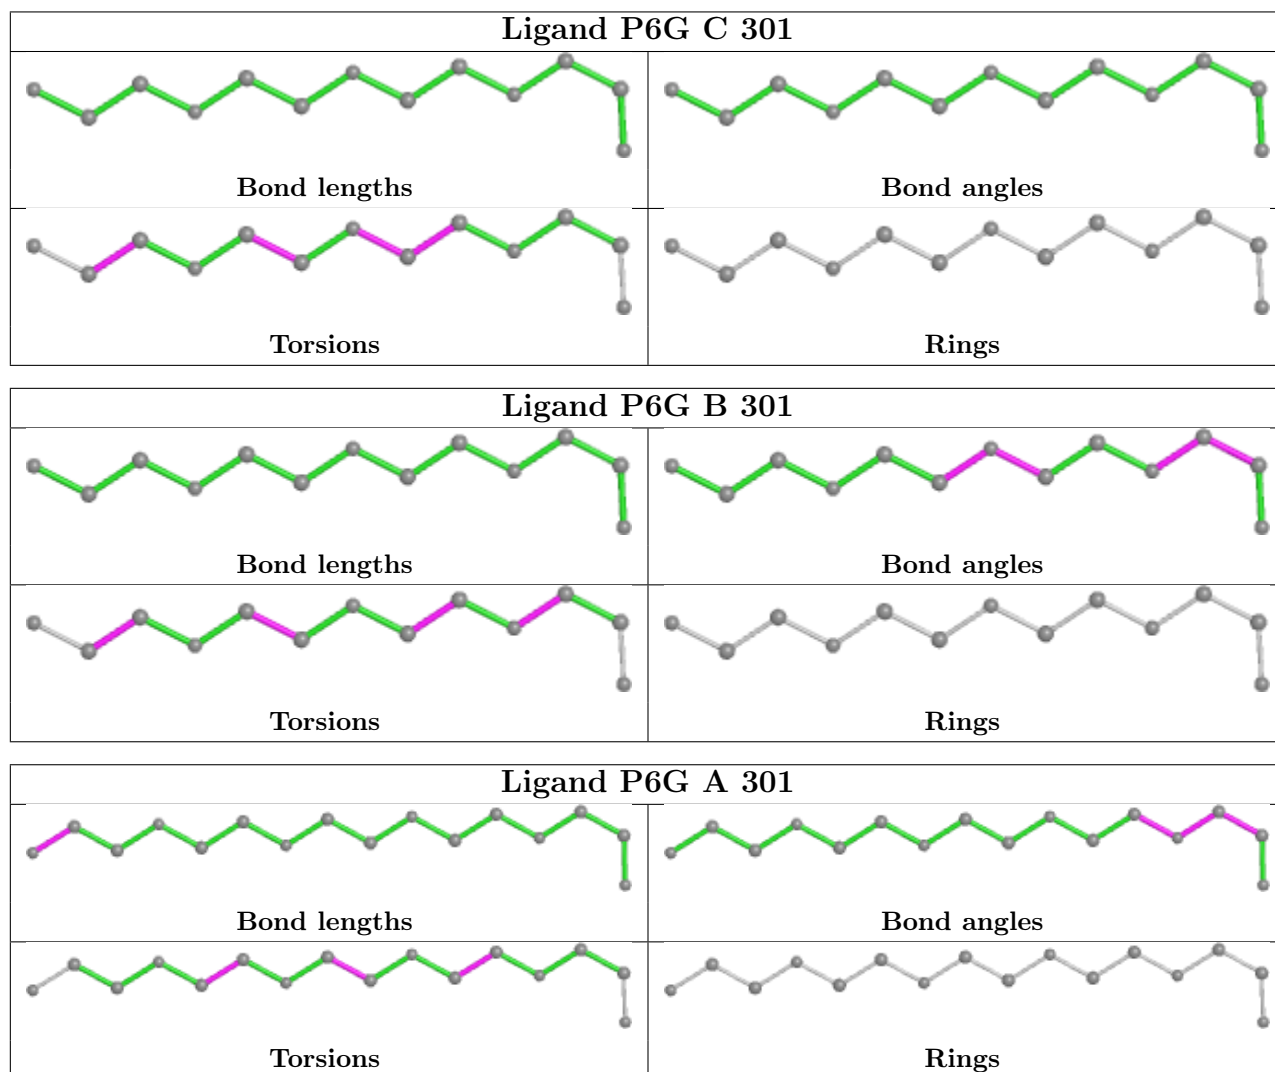 Ligand P6G C 301
Bond lengths
Bond angles
Torsions
Rings
Ligand P6G B 301
Bond lengths
Bond angles
Torsions
Rings
Ligand P6G A 301
Bond lengths
Bond angles
Torsions
Rings